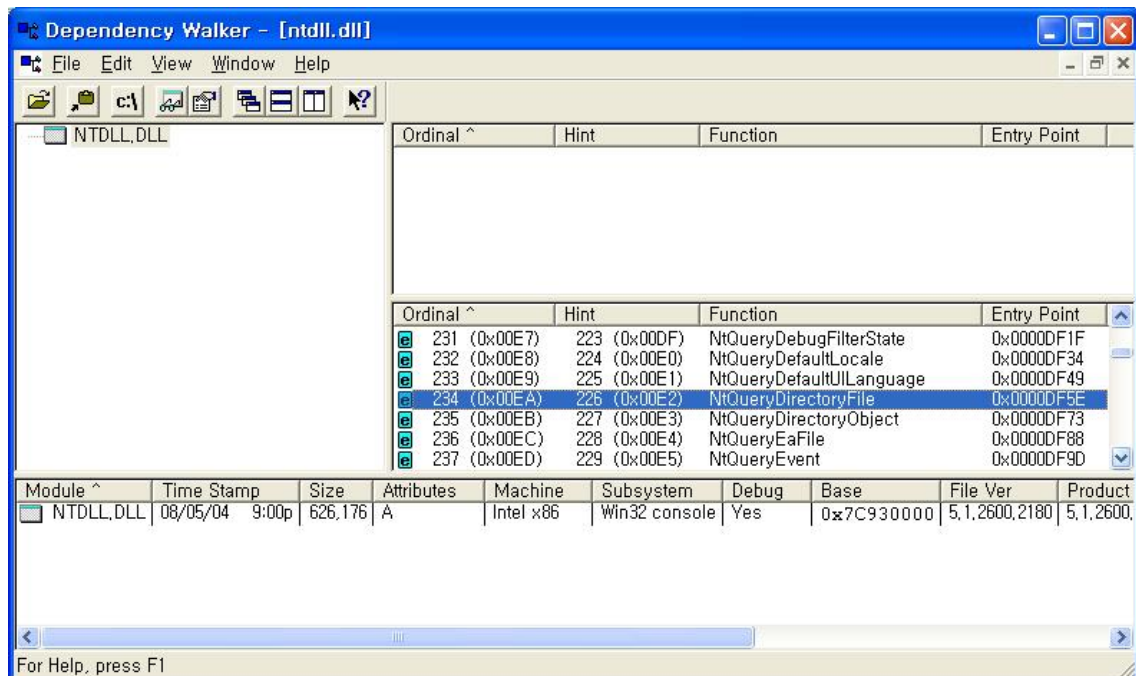 Dependency Walker - [ntdll.dll]
File Edit View Window Help
c:\
NTDLL.DLL
Ordinal ^ Hint Function Entry Point
Ordinal ^ Hint Function Entry Point
e 231 (0x00E7) 223 (0x00DF) NtQueryDebugFilterState 0x0000DF1F
e 232 (0x00E8) 224 (0x00E0) NtQueryDefaultLocale 0x0000DF34
e 233 (0x00E9) 225 (0x00E1) NtQueryDefaultUILanguage 0x0000DF49
e 234 (0x00EA) 226 (0x00E2) NtQueryDirectoryFile 0x0000DF5E
e 235 (0x00EB) 227 (0x00E3) NtQueryDirectoryObject 0x0000DF73
e 236 (0x00EC) 228 (0x00E4) NtQueryEaFile 0x0000DF88
e 237 (0x00ED) 229 (0x00E5) NtQueryEvent 0x0000DF9D
Module ^ Time Stamp Size Attributes Machine Subsystem Debug Base File Ver Product
NTDLL.DLL 08/05/04 9:00p 626,176 A Intel x86 Win32 console Yes 0x7C930000 5.1.2600.2180 5.1.2600.
For Help, press F1